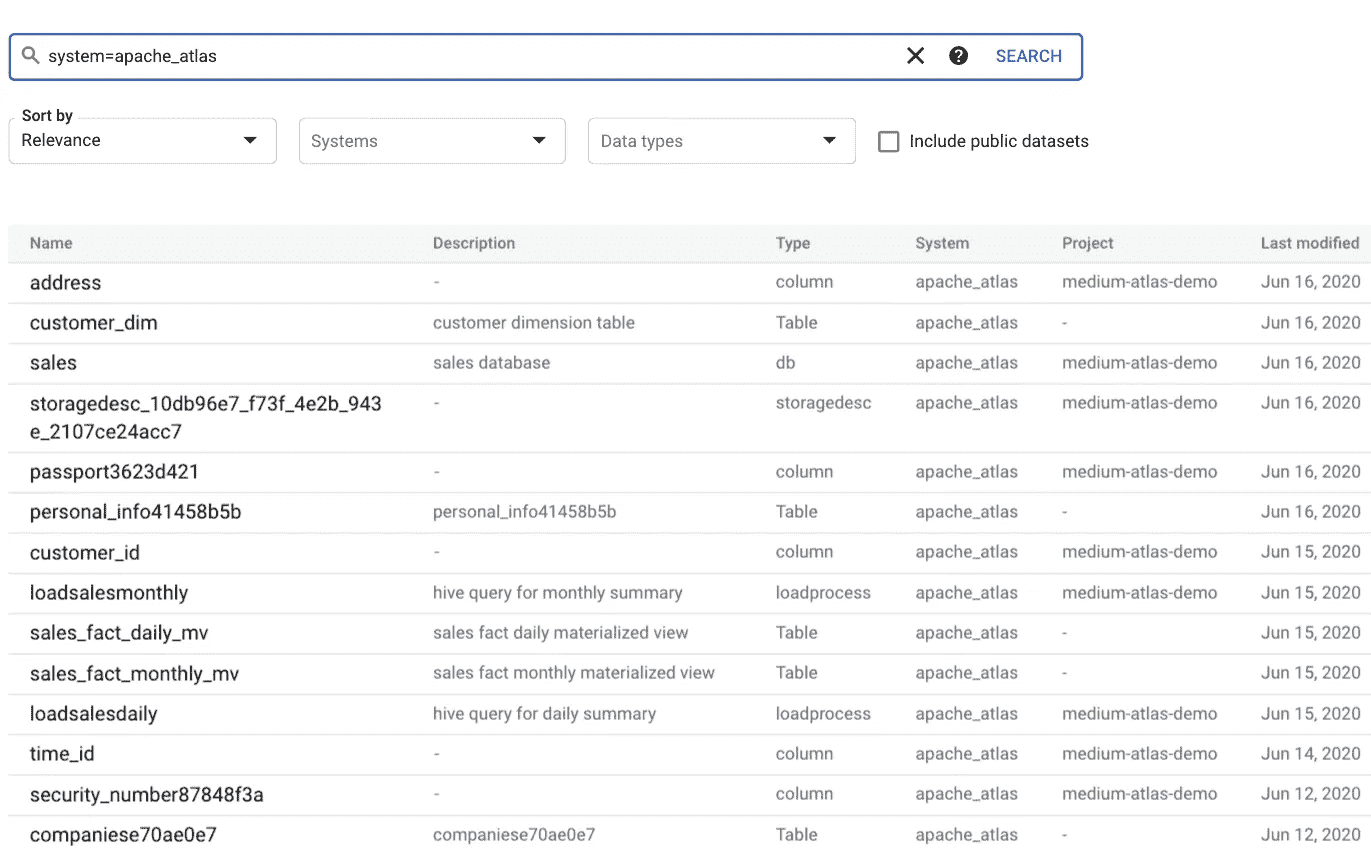 system=apache_atlas SEARCH
Sort by
Relevance Systems Data types Include public datasets
Name Description Type System Project Last modified
address - column apache_atlas medium-atlas-demo Jun 16, 2020
customer_dim customer dimension table Table apache_atlas - Jun 16, 2020
sales sales database db apache_atlas medium-atlas-demo Jun 16, 2020
storagedesc_10db96e7_f73f_4e2b_943 - storagedesc apache_atlas medium-atlas-demo Jun 16, 2020
e_2107ce24acc7
passport3623d421 - column apache_atlas medium-atlas-demo Jun 16, 2020
personal_info41458b5b personal_info41458b5b Table apache_atlas - Jun 16, 2020
customer_id - column apache_atlas medium-atlas-demo Jun 15, 2020
loadsalesmonthly hive query for monthly summary loadprocess apache_atlas medium-atlas-demo Jun 15, 2020
sales_fact_daily_mv sales fact daily materialized view Table apache_atlas - Jun 15, 2020
sales_fact_monthly_mv sales fact monthly materialized view Table apache_atlas - Jun 15, 2020
loadsalesdaily hive query for daily summary loadprocess apache_atlas medium-atlas-demo Jun 15, 2020
time_id - column apache_atlas medium-atlas-demo Jun 14, 2020
security_number87848f3a - column apache_atlas medium-atlas-demo Jun 12, 2020
companiese70ae0e7 companiese70ae0e7 Table apache_atlas - Jun 12, 2020